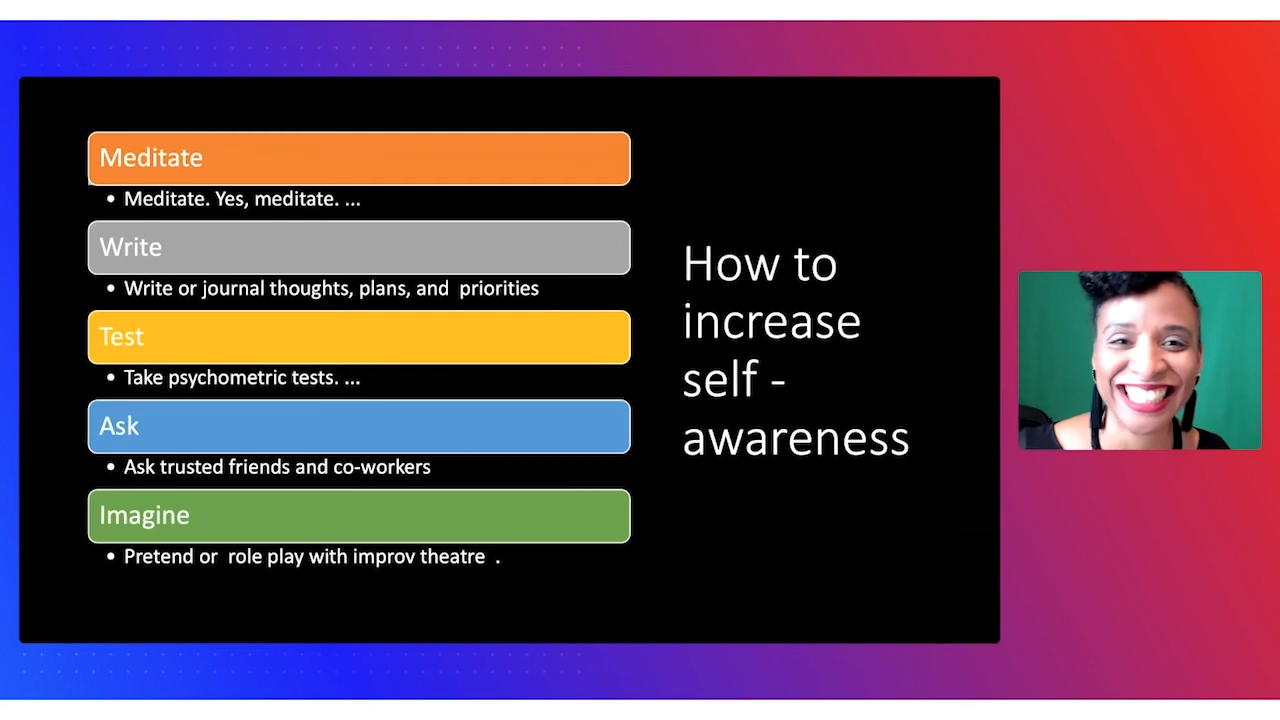 Meditate
• Meditate. Yes, meditate. ...
Write
• Write or journal thoughts, plans, and  priorities
Test
• Take psychometric tests. ...
Ask
• Ask trusted friends and co-workers
Imagine
• Pretend or  role play with improv theatre  .
How to
increase
self -
awareness